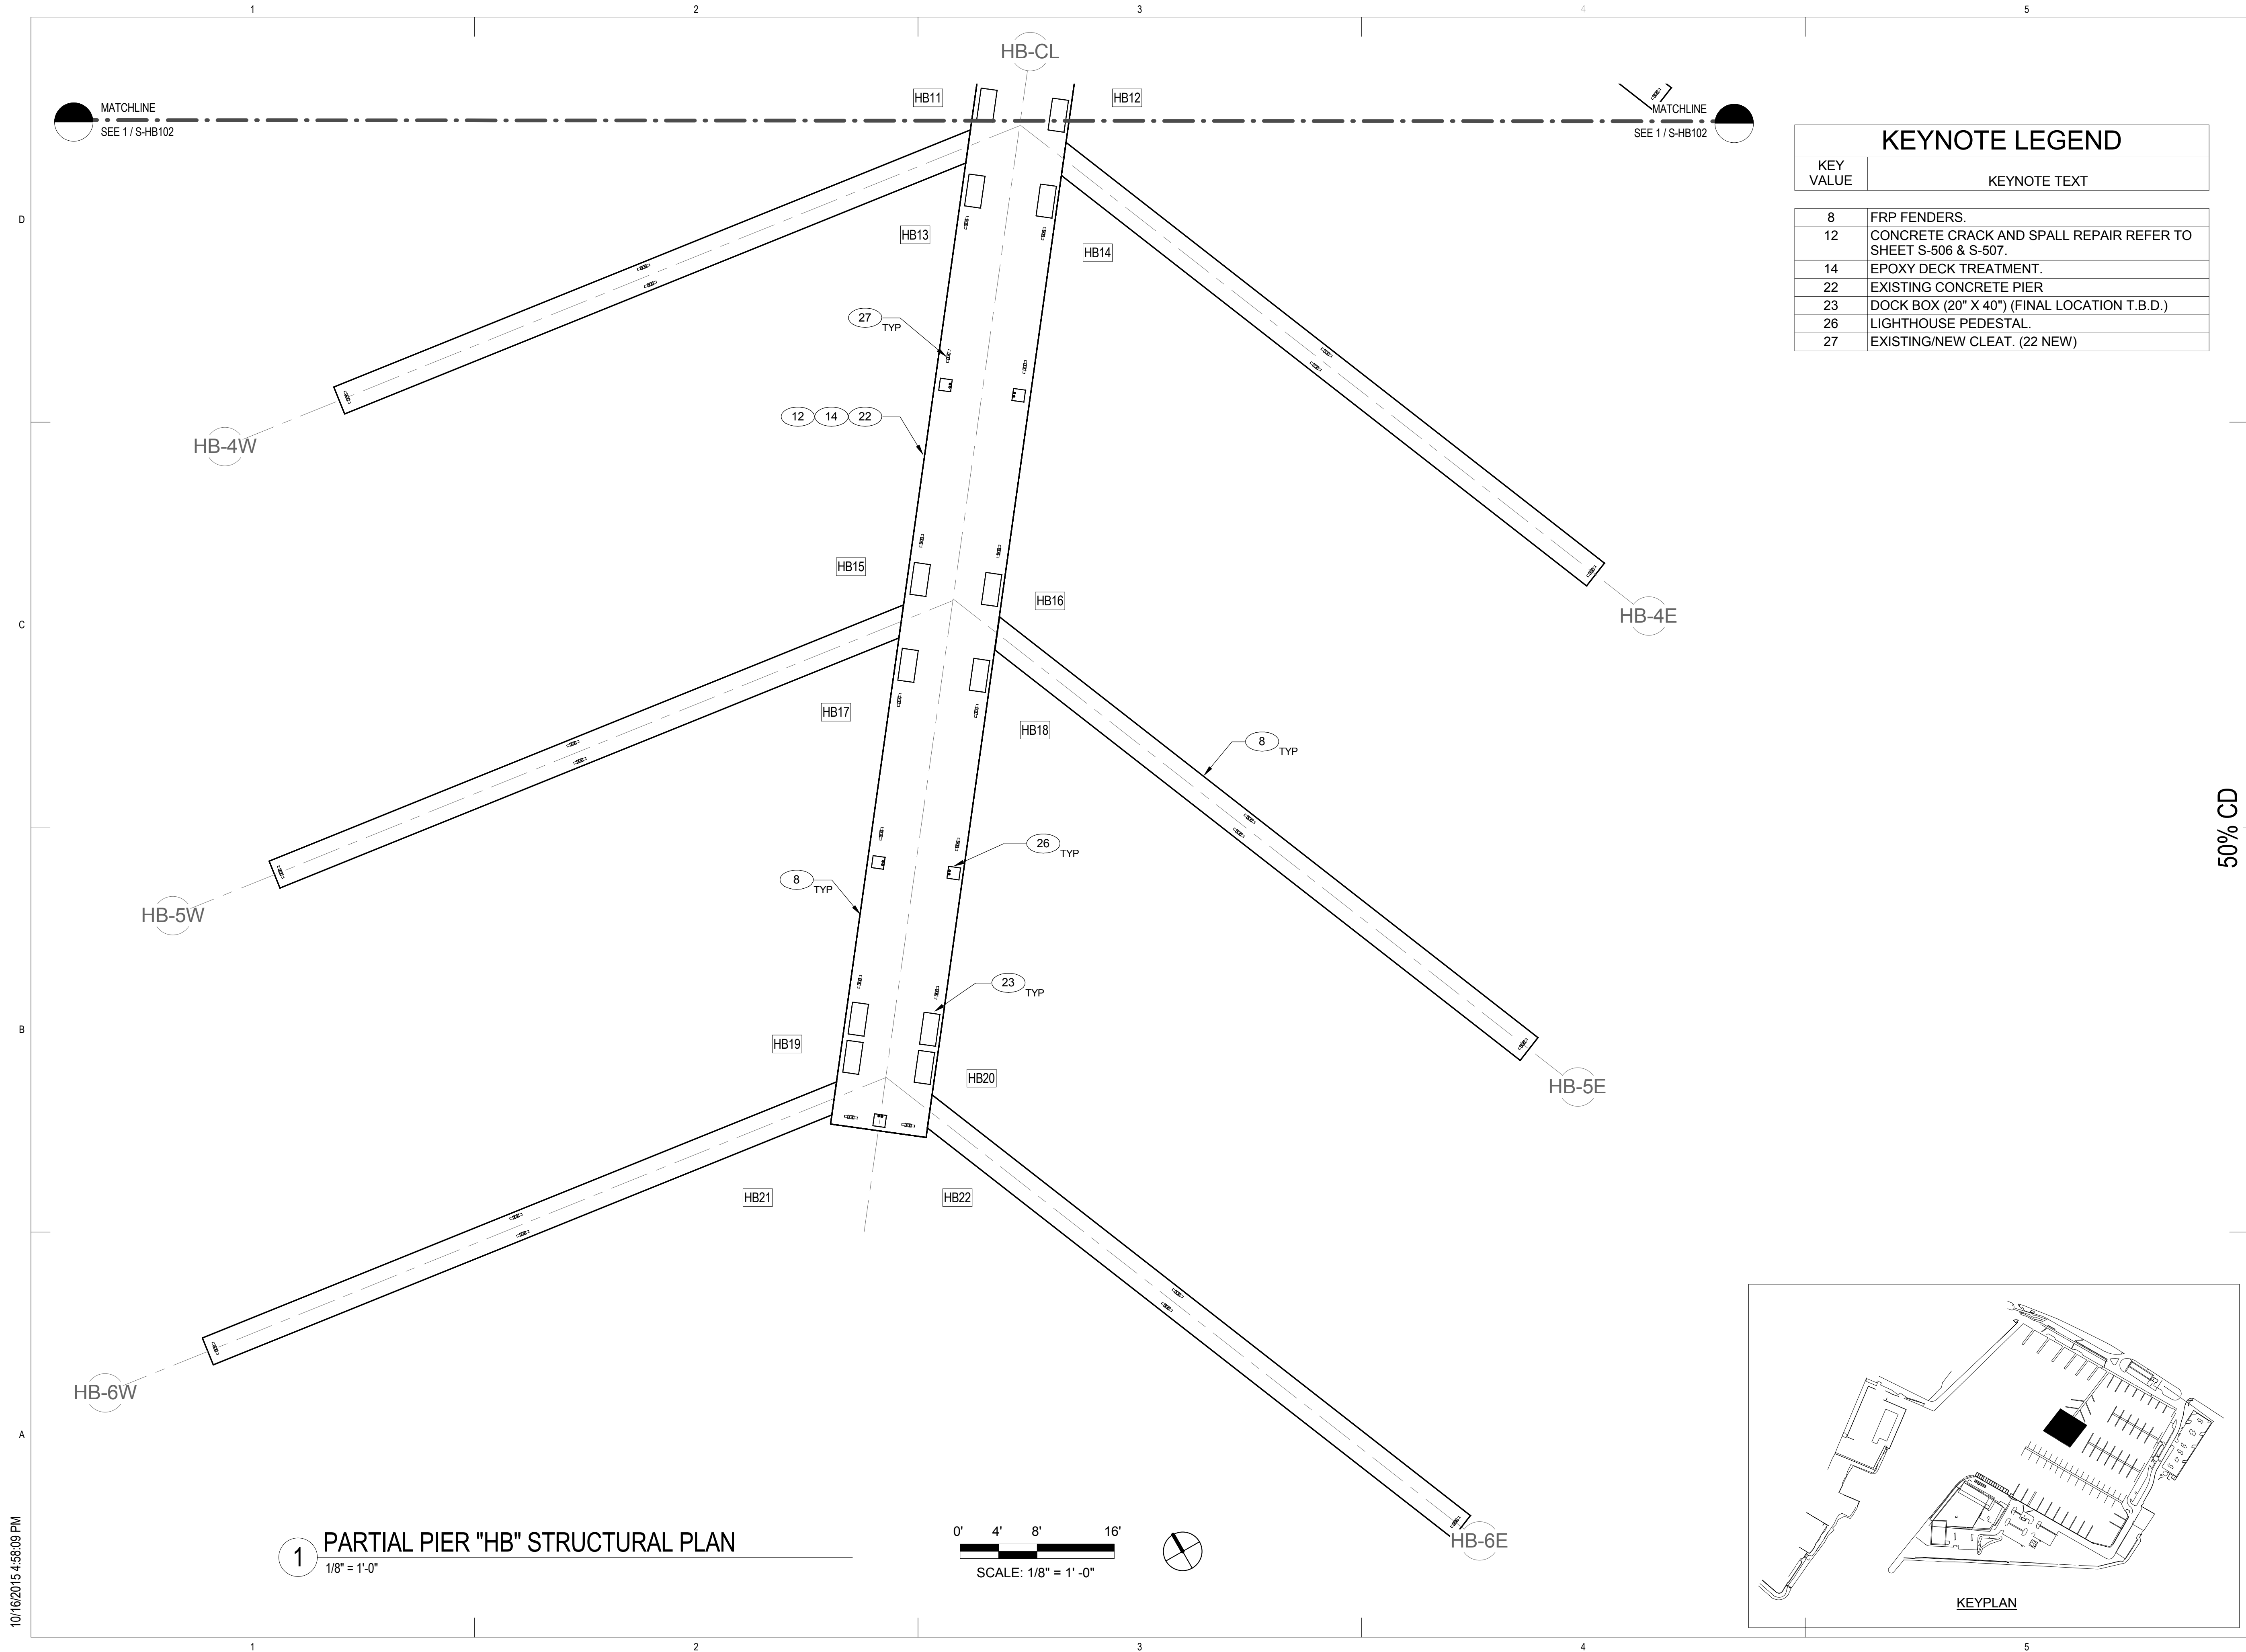 1
2
3
4
5
HB-CL
HB11
HB12
MATCHLINE
SEE 1 / S-HB102
MATCHLINE
SEE 1 / S-HB102
KEYNOTE LEGEND
KEY VALUE
KEYNOTE TEXT
8 FRP FENDERS.
12 CONCRETE CRACK AND SPALL REPAIR REFER TO
SHEET S-506 & S-507.
14 EPOXY DECK TREATMENT.
22 EXISTING CONCRETE PIER
23 DOCK BOX (20" X 40") (FINAL LOCATION T.B.D.)
26 LIGHTHOUSE PEDESTAL.
27 EXISTING/NEW CLEAT. (22 NEW)
D
HB13
HB14
27
TYP
12 14 22
HB-4W
HB15
HB16
HB-4E
C
HB17
HB18
8
TYP
26
TYP
8
TYP
HB-5W
50% CD
23
TYP
B
HB19
HB20
HB-5E
HB21
HB22
HB-6W
A
HB-6E
1 PARTIAL PIER "HB" STRUCTURAL PLAN
1/8" = 1'-0"
0' 4' 8' 16'
SCALE: 1/8" = 1' -0"
KEYPLAN
10/16/2015 4:58:09 PM
1
2
3
4
5